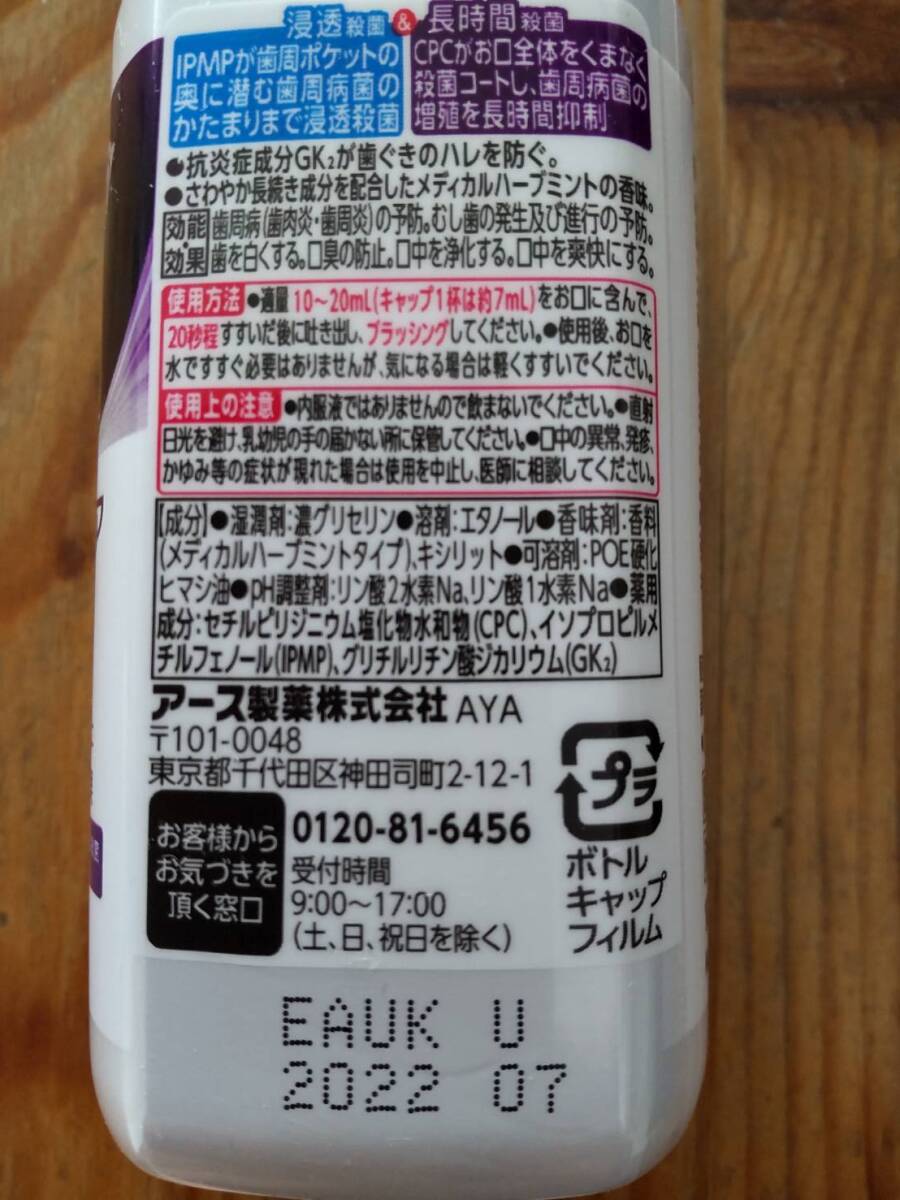 浸透殺菌&長時間殺菌
IPMPが歯周ポケットの
奥に潜む歯周病菌の
かたまりまで浸透殺菌
CPCがお口全体をくまなく
殺菌コートし、歯周病菌の
増殖を長時間抑制
●抗炎症成分GK₂が歯ぐきのハレを防ぐ。
●さわやか長続き成分を配合したメディカルハーブミントの香味。
効能・効果
歯周病(歯肉炎・歯周炎)の予防。むし歯の発生及び進行の予防。
歯を白くする。口臭の防止。口中を浄化する。口中を爽快にする。
使用方法 ●適量10～20mL(キャップ1杯は約7mL)をお口に含んで、
20秒程すすいだ後に吐き出し、ブラッシングしてください。●使用後、お口を
水ですすぐ必要はありませんが、気になる場合は軽くすすいでください。
使用上の注意 ●内服液ではありませんので飲まないでください。●直射
日光を避け、乳幼児の手の届かない所に保管してください。●口中の異常、発疹、
かゆみ等の症状が現れた場合は使用を中止し、医師に相談してください。
【成分】●湿潤剤:濃グリセリン●溶剤:エタノール●香味剤:香料
(メディカルハーブミントタイプ)、キシリット●可溶剤:POE硬化
ヒマシ油●pH調整剤:リン酸2水素Na、リン酸1水素Na●薬用
成分:セチルピリジニウム塩化物水和物(CPC)、イソプロピルメ
チルフェノール(IPMP)、グリチルリチン酸ジカリウム(GK₂)
アース製薬株式会社 AYA
〒101-0048
東京都千代田区神田司町2-12-1
お客様から
お気づきを
頂く窓口
0120-81-6456
受付時間
9:00～17:00
(土、日、祝日を除く)
プラ
ボトル
キャップ
フィルム
EAUK U
2022 07